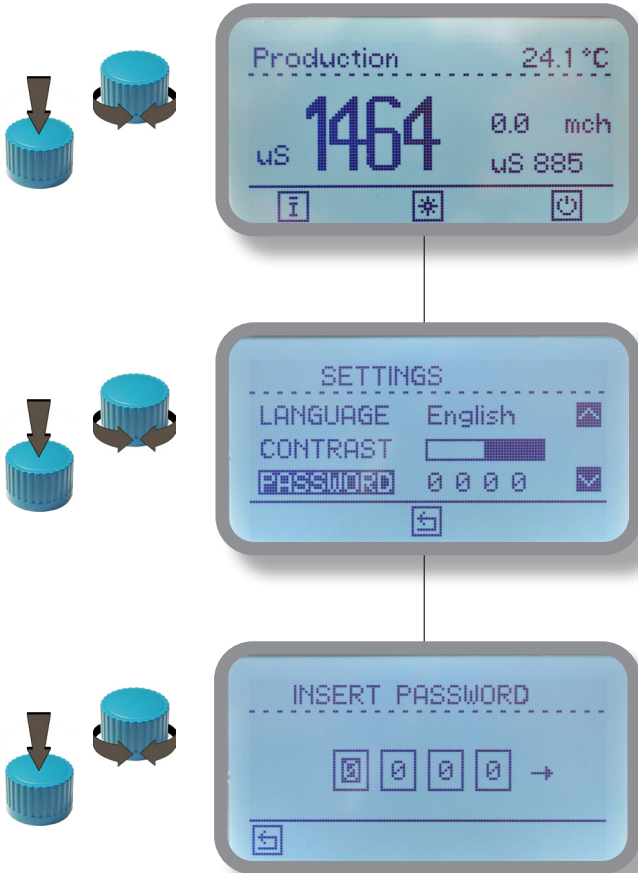 Production 24.1 °C
uS 1464 0.0 mch
uS 885
SETTINGS
LANGUAGE English
CONTRAST
PASSWORD 0 0 0 0
INSERT PASSWORD
0 0 0